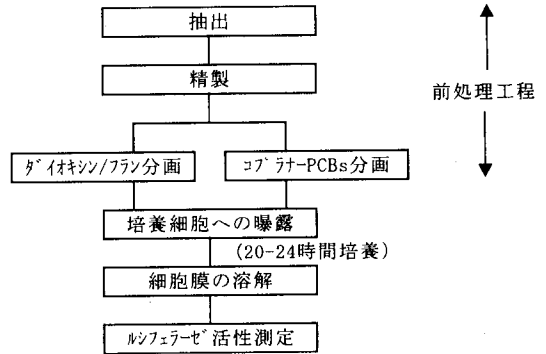 抽出
精製
前処理工程
ﾀﾞｲｵｷｼﾝ/ﾌﾗﾝ分画
ｺﾌﾟﾗﾅｰPCBs分画
培養細胞への曝露
(20-24時間培養)
細胞膜の溶解
ﾙｼﾌｪﾗｰｾﾞ活性測定